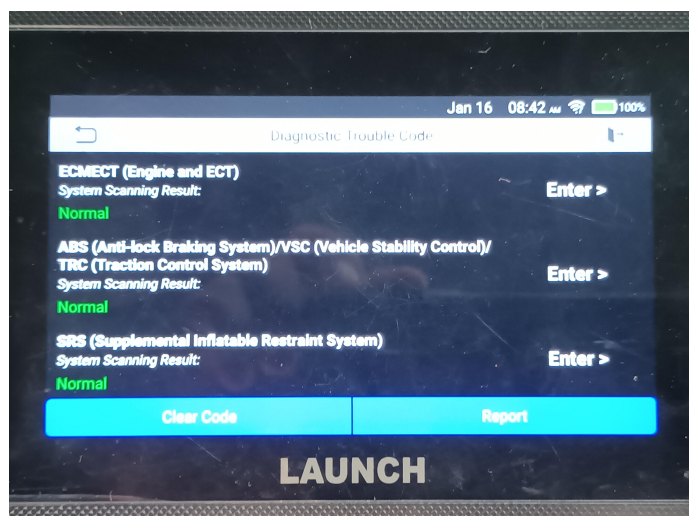 Jan 16 08:42 AM 100%
Diagnostic Trouble Code
ECMECT (Engine and ECT)
System Scanning Result:
Enter >
Normal
ABS (Anti-lock Braking System)/VSC (Vehicle Stability Control)/
TRC (Traction Control System)
System Scanning Result:
Enter >
Normal
SRS (Supplemental Inflatable Restraint System)
System Scanning Result:
Enter >
Normal
Clear Code
Report
LAUNCH